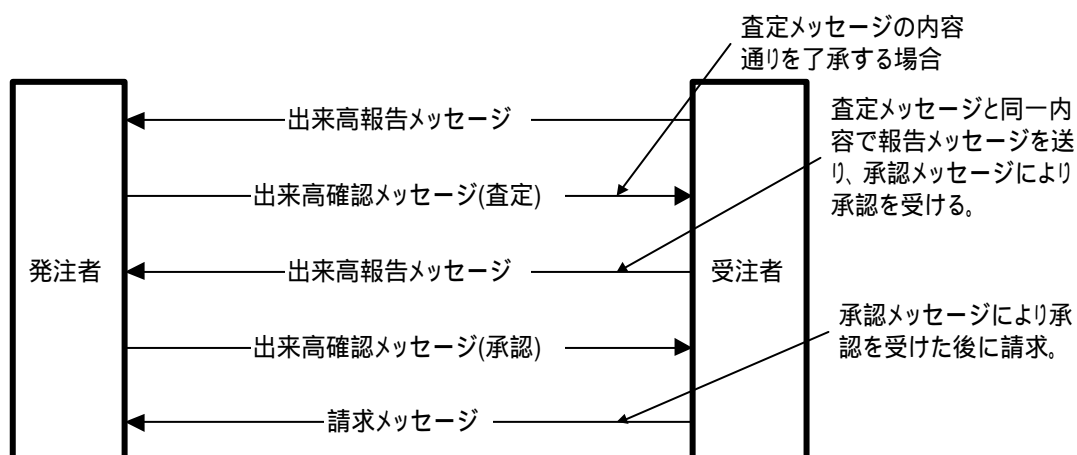 査定メッセージの内容
通りを了承する場合
出来高報告メッセージ
査定メッセージと同一内
容で報告メッセージを送
り、承認メッセージにより
承認を受ける。
出来高確認メッセージ(査定)
発注者
出来高報告メッセージ
受注者
承認メッセージにより承
認を受けた後に請求。
出来高確認メッセージ(承認)
請求メッセージ